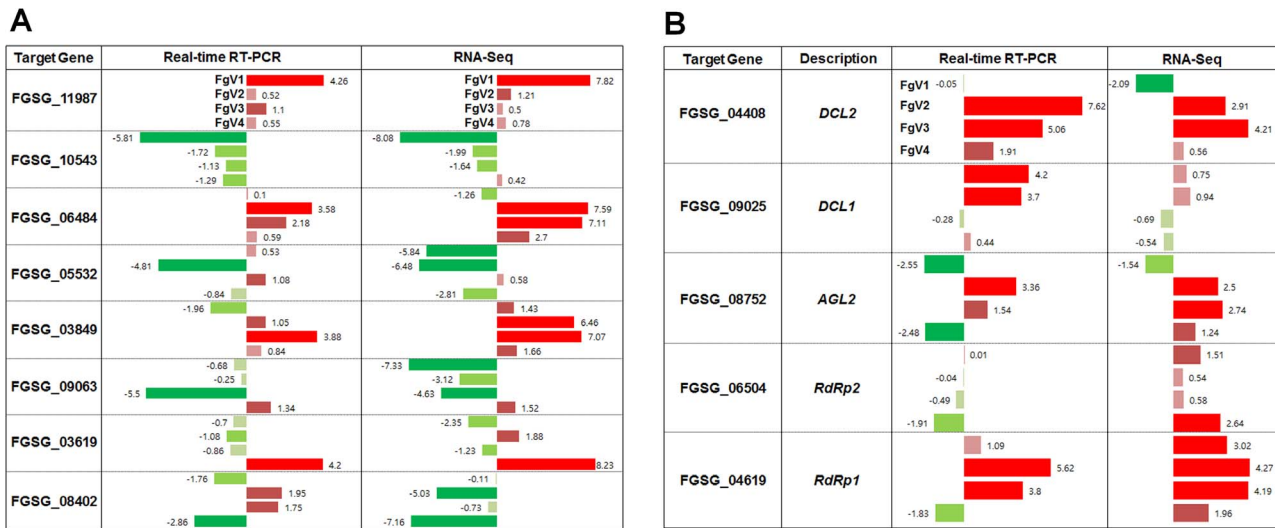 A
B
Target Gene Real-time RT-PCR RNA-Seq
FGSG_11987
FgV1 4.26 FgV1 7.82
FgV2 0.52 FgV2 1.21
FgV3 1.1 FgV3 0.5
FgV4 0.55 FgV4 0.78
FGSG_10543
-5.81 -8.08
-1.72 -1.99
-1.13 -1.64
-1.29 0.42
FGSG_06484
0.1 -1.26
3.58 7.59
2.18 7.11
0.59 2.7
FGSG_05532
0.53 -5.84
-4.81 -6.48
1.08 0.58
-0.84 -2.81
FGSG_03849
-1.96 1.43
1.05 6.46
3.88 7.07
0.84 1.66
FGSG_09063
-0.68 -7.33
-0.25 -3.12
-5.5 -4.63
1.34 1.52
FGSG_03619
-0.7 -2.35
-1.08 1.88
-0.86 -1.23
4.2 8.23
FGSG_08402
-1.76 -0.11
1.95 -5.03
1.75 -0.73
-2.86 -7.16
Target Gene Description Real-time RT-PCR RNA-Seq
FGSG_04408 DCL2
FgV1 -0.05 -2.09
FgV2 7.62 2.91
FgV3 5.06 4.21
FgV4 1.91 0.56
FGSG_09025 DCL1
4.2 0.75
3.7 0.94
-0.28 -0.69
0.44 -0.54
FGSG_08752 AGL2
-2.55 -1.54
3.36 2.5
1.54 2.74
-2.48 1.24
FGSG_06504 RdRp2
0.01 1.51
-0.04 0.54
-0.49 0.58
-1.91 2.64
FGSG_04619 RdRp1
1.09 3.02
5.62 4.27
3.8 4.19
-1.83 1.96